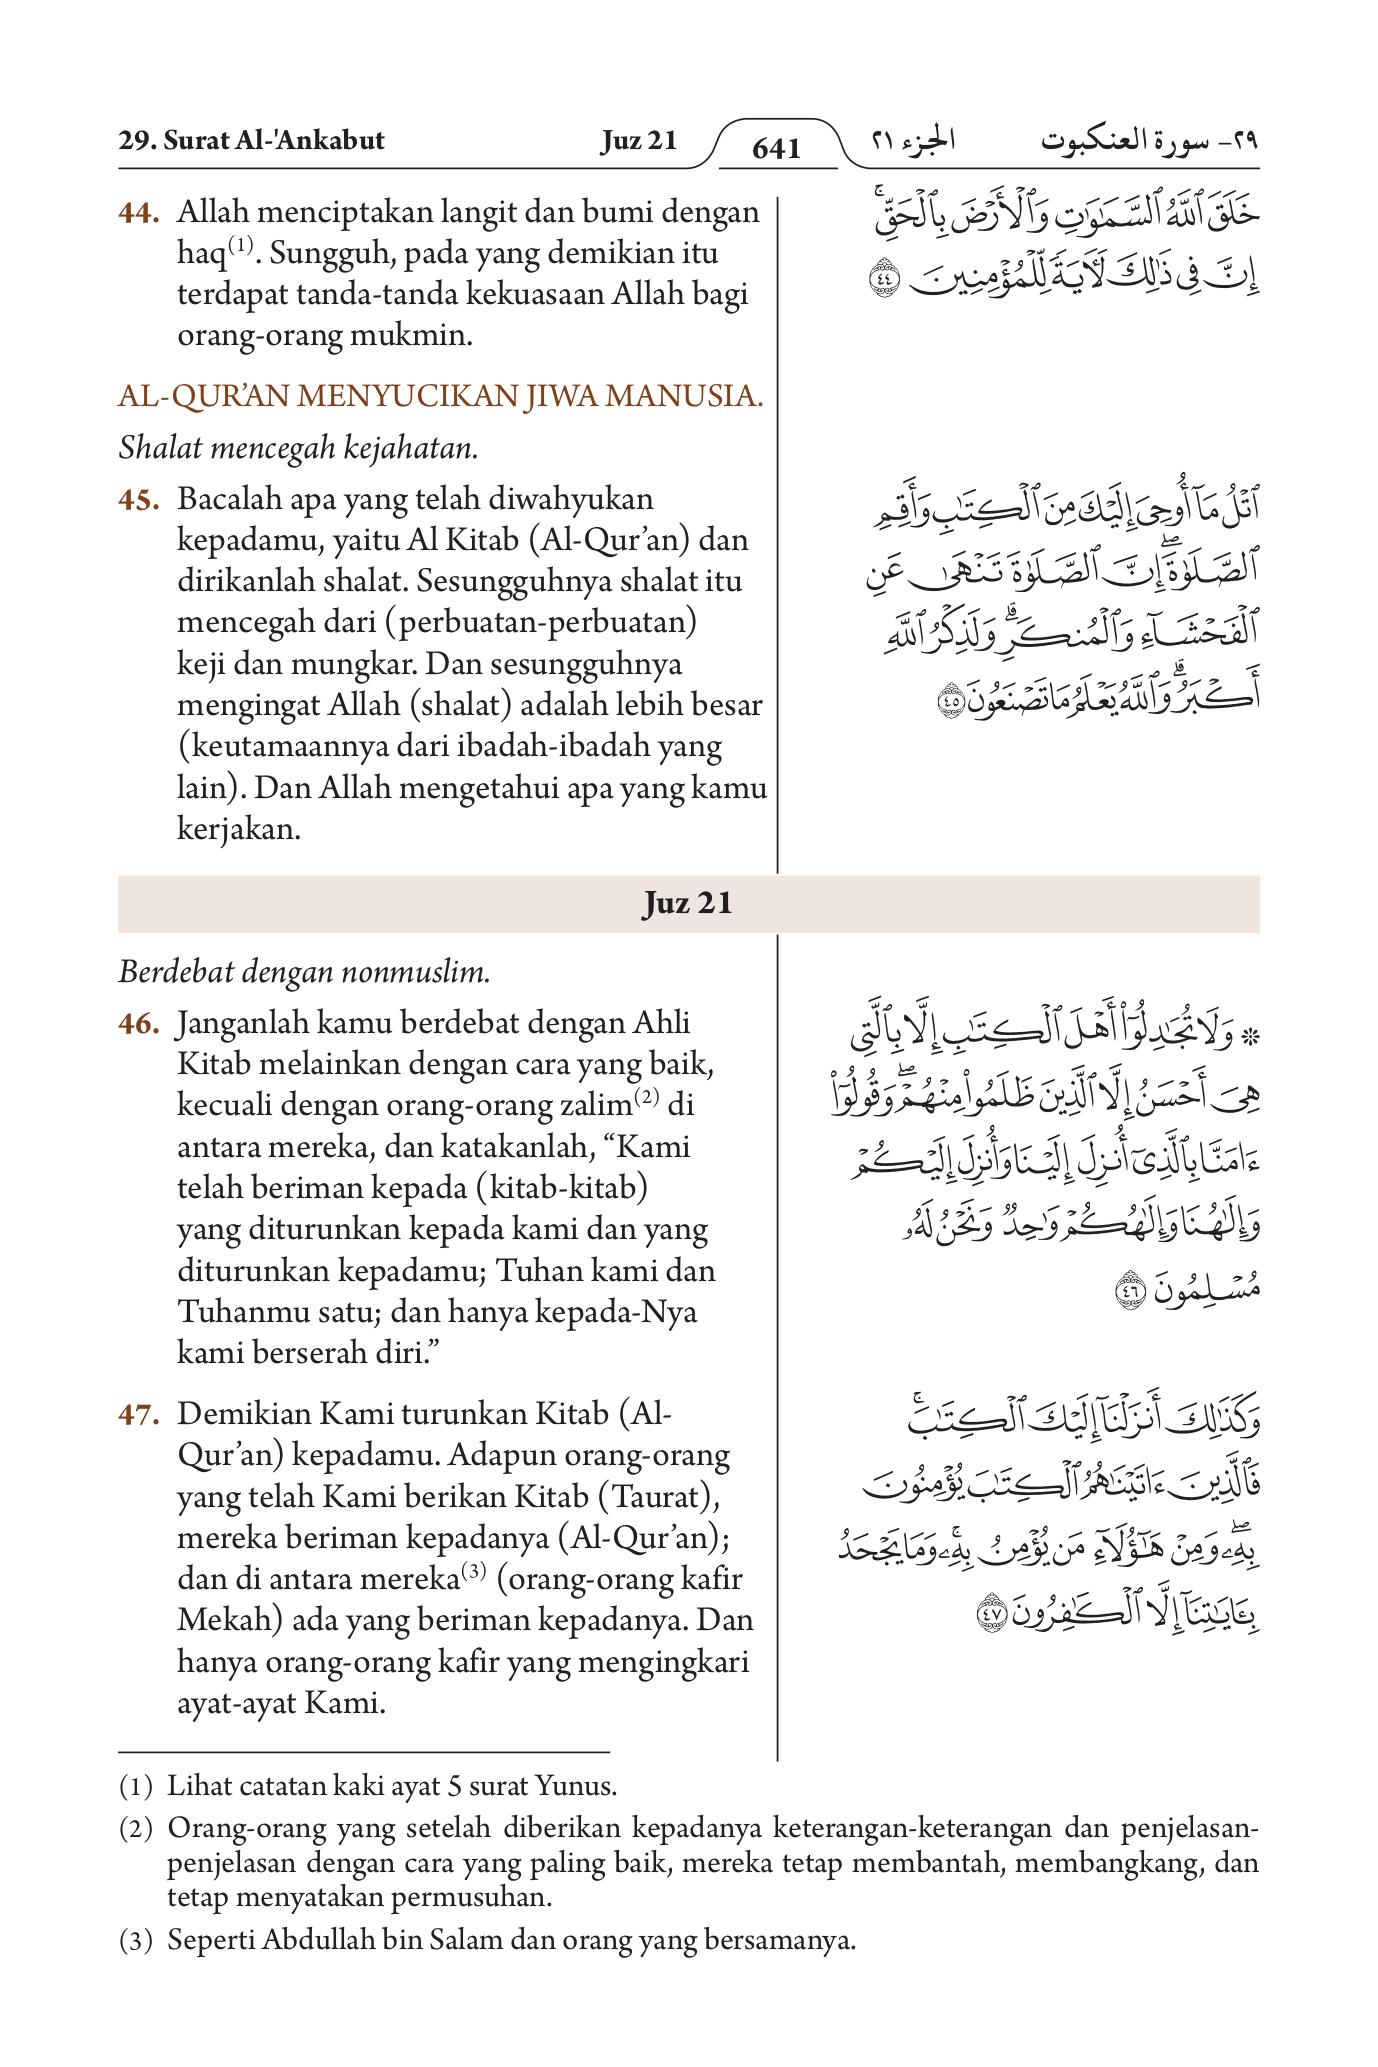 29. Surat Al-'Ankabut Juz 21 641 الجزء ٢١ ٢٩- سورة العنكبوت
44. Allah menciptakan langit dan bumi dengan
haq(1). Sungguh, pada yang demikian itu
terdapat tanda-tanda kekuasaan Allah bagi
orang-orang mukmin.
خَلَقَ ٱللَّهُ ٱلسَّمَٰوَٰتِ وَٱلْأَرْضَ بِٱلْحَقِّۚ
إِنَّ فِى ذَٰلِكَ لَـَٔايَةً لِّلْمُؤْمِنِينَ ٤٤
AL-QUR’AN MENYUCIKAN JIWA MANUSIA.
Shalat mencegah kejahatan.
45. Bacalah apa yang telah diwahyukan
kepadamu, yaitu Al Kitab (Al-Qur’an) dan
dirikanlah shalat. Sesungguhnya shalat itu
mencegah dari (perbuatan-perbuatan)
keji dan mungkar. Dan sesungguhnya
mengingat Allah (shalat) adalah lebih besar
(keutamaannya dari ibadah-ibadah yang
lain). Dan Allah mengetahui apa yang kamu
kerjakan.
ٱتْلُ مَآ أُوحِىَ إِلَيْكَ مِنَ ٱلْكِتَٰبِ وَأَقِمِ
ٱلصَّلَوٰةَۖ إِنَّ ٱلصَّلَوٰةَ تَنْهَىٰ عَنِ
ٱلْفَحْشَآءِ وَٱلْمُنكَرِۗ وَلَذِكْرُ ٱللَّهِ
أَكْبَرُۗ وَٱللَّهُ يَعْلَمُ مَا تَصْنَعُونَ ٤٥
Juz 21
Berdebat dengan nonmuslim.
46. Janganlah kamu berdebat dengan Ahli
Kitab melainkan dengan cara yang baik,
kecuali dengan orang-orang zalim(2) di
antara mereka, dan katakanlah, “Kami
telah beriman kepada (kitab-kitab)
yang diturunkan kepada kami dan yang
diturunkan kepadamu; Tuhan kami dan
Tuhanmu satu; dan hanya kepada-Nya
kami berserah diri.”
* وَلَا تُجَٰدِلُوٓا۟ أَهْلَ ٱلْكِتَٰبِ إِلَّا بِٱلَّتِى
هِىَ أَحْسَنُ إِلَّا ٱلَّذِينَ ظَلَمُوا۟ مِنْهُمْۖ وَقُولُوٓا۟
ءَامَنَّا بِٱلَّذِىٓ أُنزِلَ إِلَيْنَا وَأُنزِلَ إِلَيْكُمْ
وَإِلَٰهُنَا وَإِلَٰهُكُمْ وَٰحِدٌ وَنَحْنُ لَهُۥ
مُسْلِمُونَ ٤٦
47. Demikian Kami turunkan Kitab (Al-
Qur’an) kepadamu. Adapun orang-orang
yang telah Kami berikan Kitab (Taurat),
mereka beriman kepadanya (Al-Qur’an);
dan di antara mereka(3) (orang-orang kafir
Mekah) ada yang beriman kepadanya. Dan
hanya orang-orang kafir yang mengingkari
ayat-ayat Kami.
وَكَذَٰلِكَ أَنزَلْنَآ إِلَيْكَ ٱلْكِتَٰبَۚ
فَٱلَّذِينَ ءَاتَيْنَٰهُمُ ٱلْكِتَٰبَ يُؤْمِنُونَ
بِهِۦۖ وَمِنْ هَٰٓؤُلَآءِ مَن يُؤْمِنُ بِهِۦۚ وَمَا يَجْحَدُ
بِـَٔايَٰتِنَآ إِلَّا ٱلْكَٰفِرُونَ ٤٧
(1) Lihat catatan kaki ayat 5 surat Yunus.
(2) Orang-orang yang setelah diberikan kepadanya keterangan-keterangan dan penjelasan-
penjelasan dengan cara yang paling baik, mereka tetap membantah, membangkang, dan
tetap menyatakan permusuhan.
(3) Seperti Abdullah bin Salam dan orang yang bersamanya.